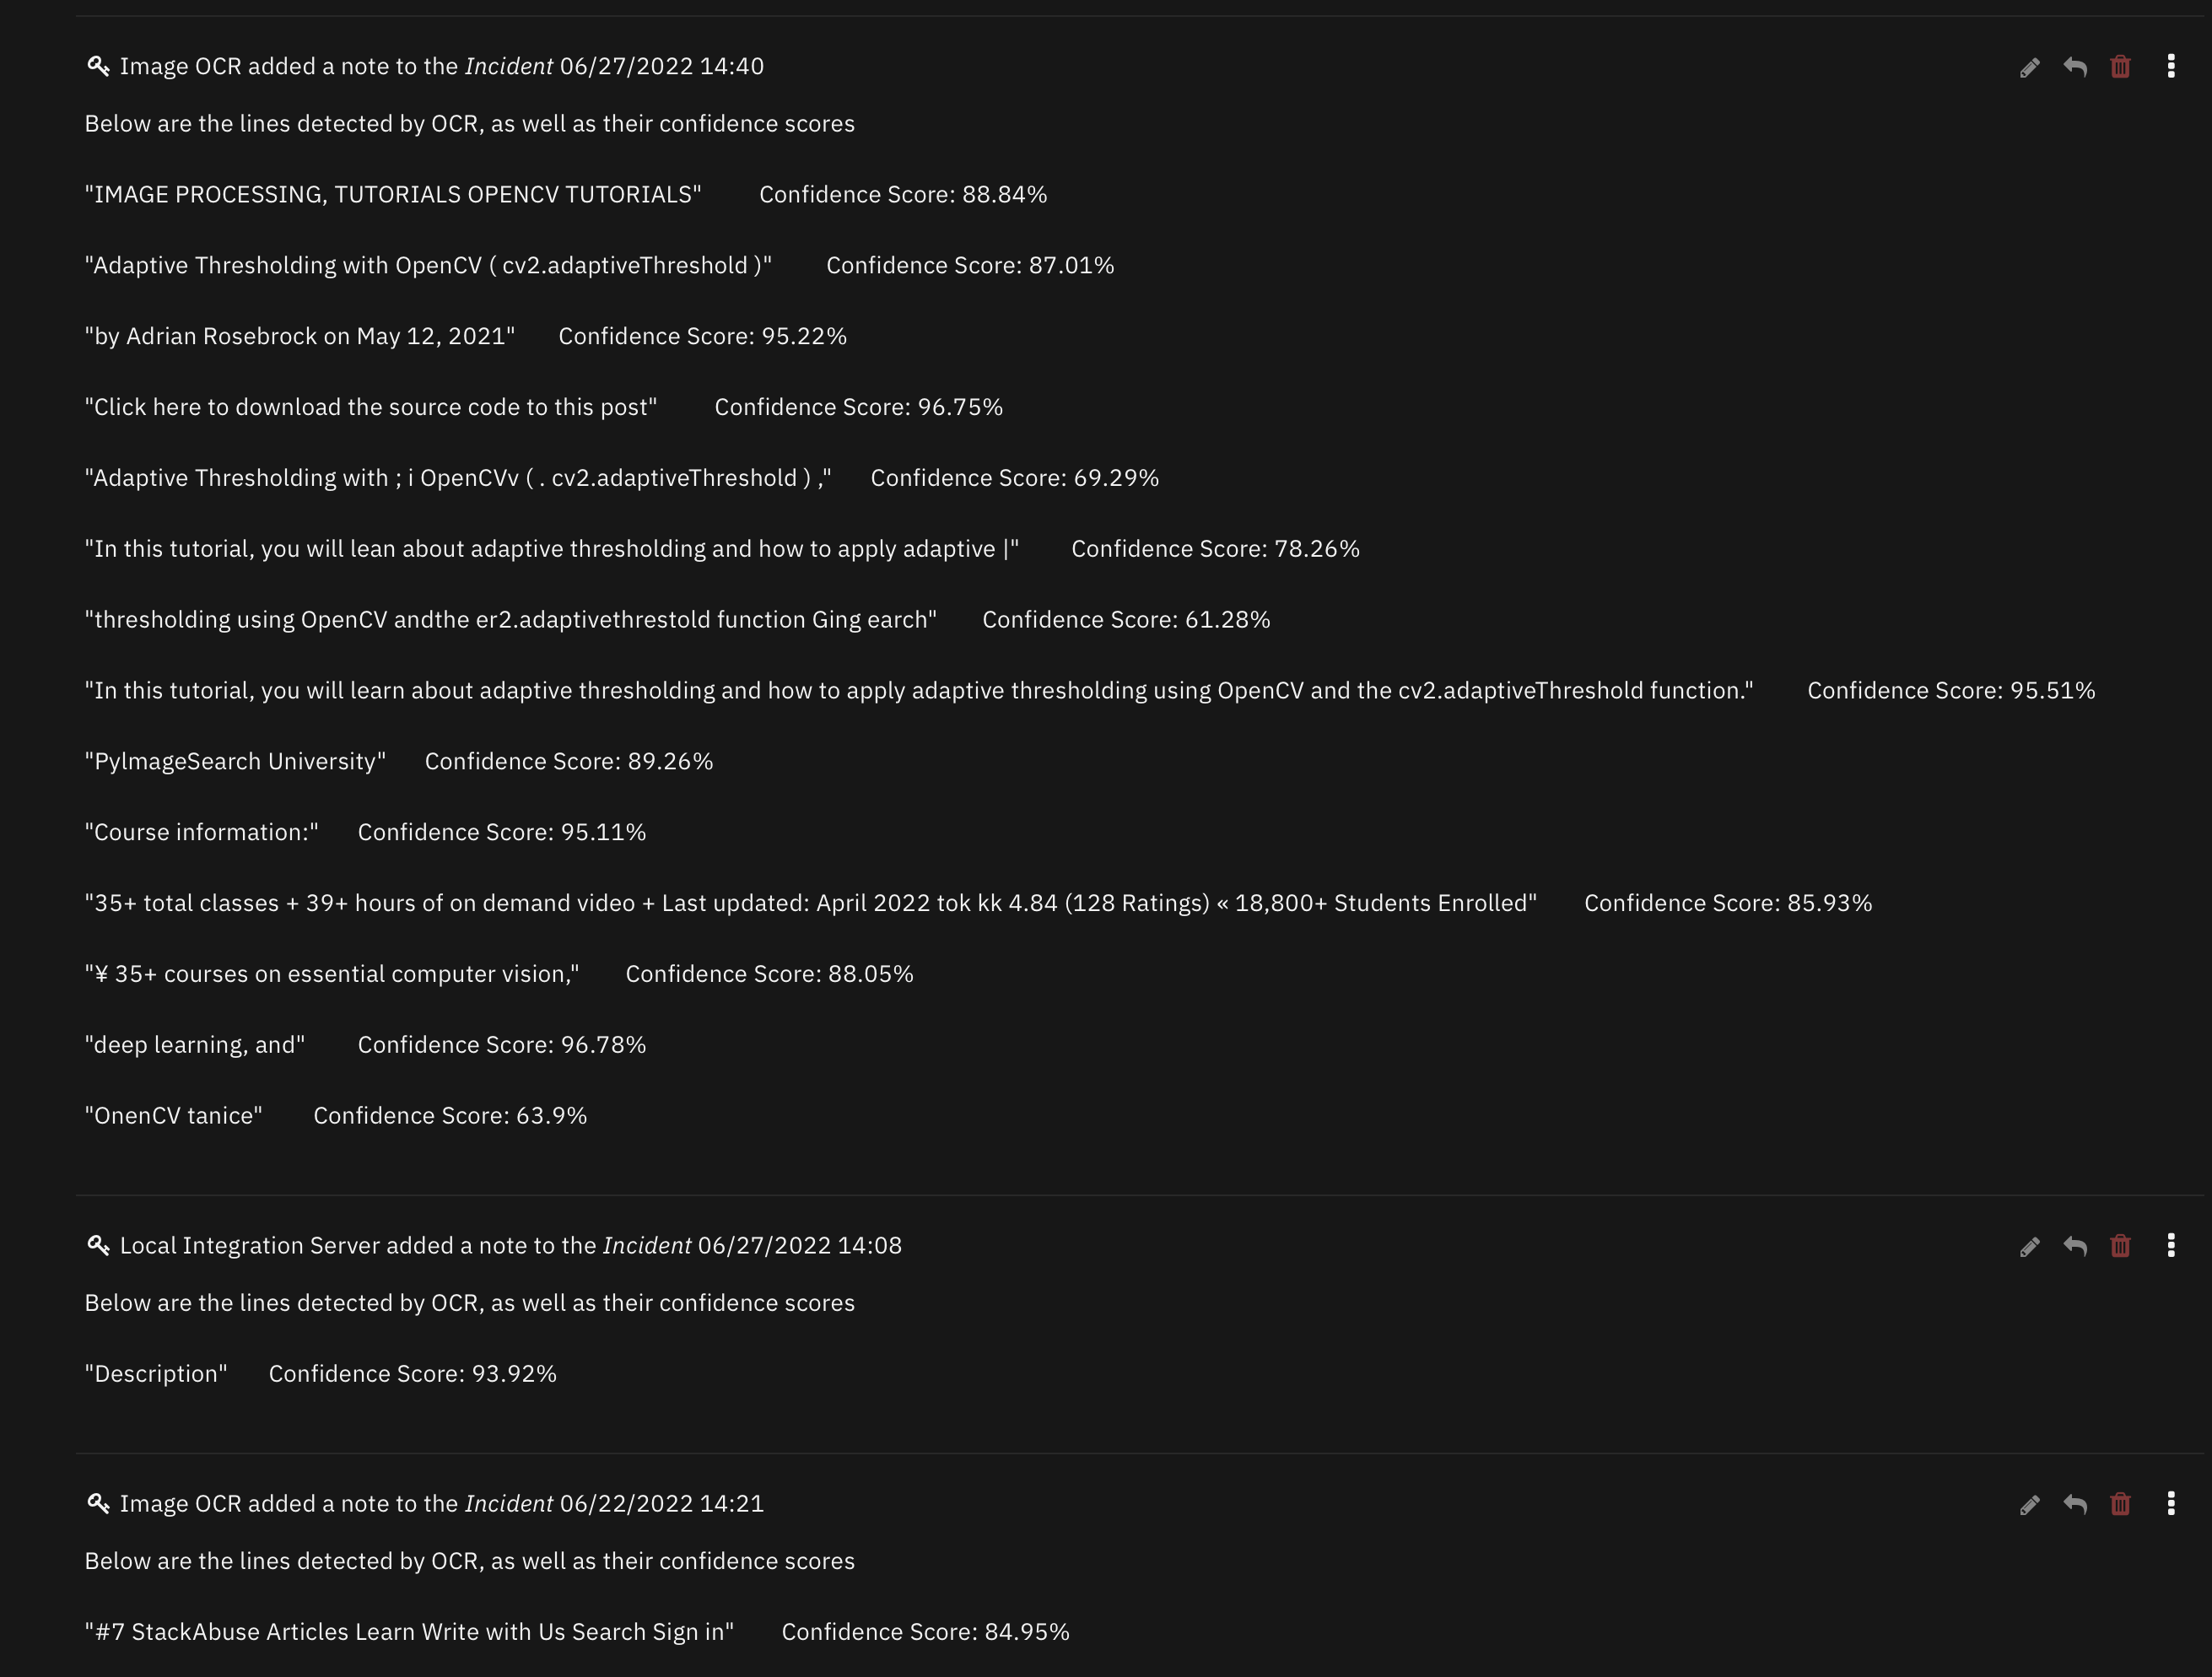 Image OCR added a note to the Incident 06/27/2022 14:40
Below are the lines detected by OCR, as well as their confidence scores
"IMAGE PROCESSING, TUTORIALS OPENCV TUTORIALS" Confidence Score: 88.84%
"Adaptive Thresholding with OpenCV ( cv2.adaptiveThreshold )" Confidence Score: 87.01%
"by Adrian Rosebrock on May 12, 2021" Confidence Score: 95.22%
"Click here to download the source code to this post" Confidence Score: 96.75%
"Adaptive Thresholding with ; i OpenCVv ( . cv2.adaptiveThreshold ) ," Confidence Score: 69.29%
"In this tutorial, you will lean about adaptive thresholding and how to apply adaptive |" Confidence Score: 78.26%
"thresholding using OpenCV andthe er2.adaptivethrestold function Ging earch" Confidence Score: 61.28%
"In this tutorial, you will learn about adaptive thresholding and how to apply adaptive thresholding using OpenCV and the cv2.adaptiveThreshold function." Confidence Score: 95.51%
"PylmageSearch University" Confidence Score: 89.26%
"Course information:" Confidence Score: 95.11%
"35+ total classes + 39+ hours of on demand video + Last updated: April 2022 tok kk 4.84 (128 Ratings) « 18,800+ Students Enrolled" Confidence Score: 85.93%
"¥ 35+ courses on essential computer vision," Confidence Score: 88.05%
"deep learning, and" Confidence Score: 96.78%
"OnenCV tanice" Confidence Score: 63.9%
Local Integration Server added a note to the Incident 06/27/2022 14:08
Below are the lines detected by OCR, as well as their confidence scores
"Description" Confidence Score: 93.92%
Image OCR added a note to the Incident 06/22/2022 14:21
Below are the lines detected by OCR, as well as their confidence scores
"#7 StackAbuse Articles Learn Write with Us Search Sign in" Confidence Score: 84.95%